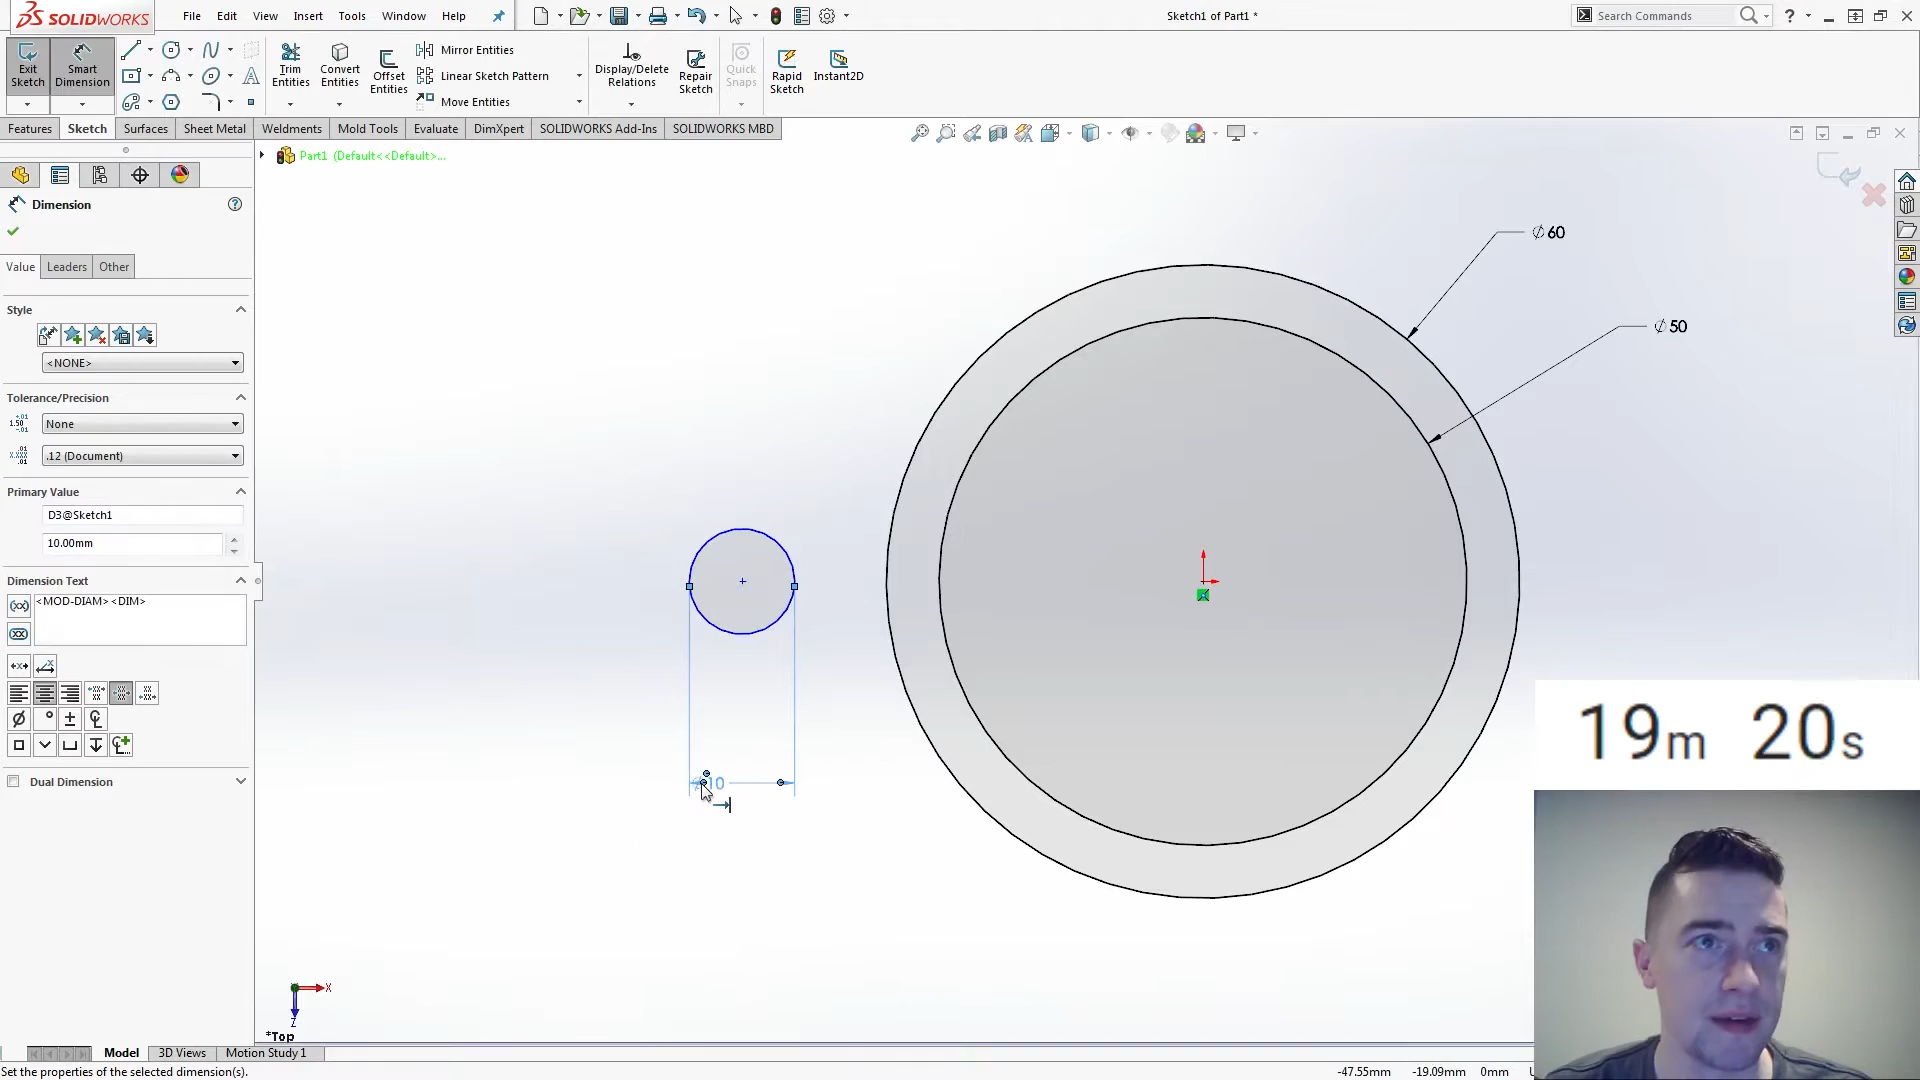 SOLIDWORKS File Edit View Insert Tools Window Help Sketch1 of Part1 * Search Commands
Exit Sketch
Smart Dimension
Trim Entities
Convert Entities
Offset Entities
Mirror Entities
Linear Sketch Pattern
Move Entities
Display/Delete Relations
Repair Sketch
Quick Snaps
Rapid Sketch
Instant2D
Features Sketch Surfaces Sheet Metal Weldments Mold Tools Evaluate DimXpert SOLIDWORKS Add-Ins SOLIDWORKS MBD
Part1 (Default<<Default>...
Dimension
Value Leaders Other
Style
<NONE>
Tolerance/Precision
None
.12 (Document)
Primary Value
D3@Sketch1
10.00mm
Dimension Text
<MOD-DIAM><DIM>
Dual Dimension
∅60
∅50
∅10
19m 20s
X
Z
*Top
Model 3D Views Motion Study 1
Set the properties of the selected dimension(s). -47.55mm -19.09mm 0mm